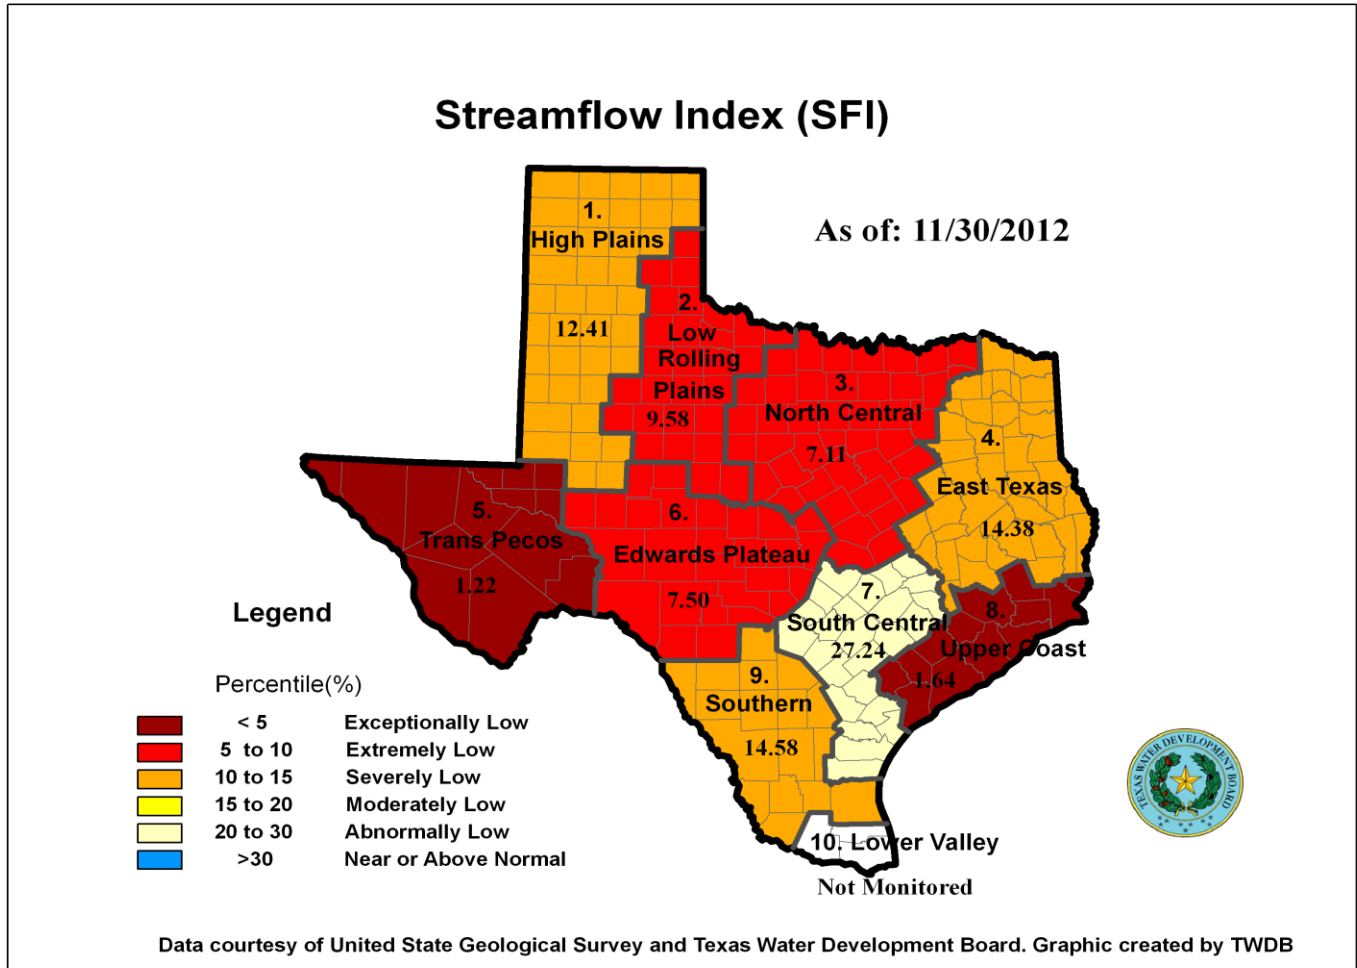 Streamflow Index (SFI)
As of: 11/30/2012
1.
High Plains
12.41
2.
Low
Rolling
Plains
9.58
3.
North Central
7.11
4.
East Texas
14.38
5.
Trans Pecos
1.22
6.
Edwards Plateau
7.50
7.
South Central
27.24
8.
Upper Coast
1.64
9.
Southern
14.58
10. Lower Valley
Not Monitored
Legend
Percentile(%)
< 5 Exceptionally Low
5 to 10 Extremely Low
10 to 15 Severely Low
15 to 20 Moderately Low
20 to 30 Abnormally Low
>30 Near or Above Normal
TEXAS WATER DEVELOPMENT BOARD
Data courtesy of United State Geological Survey and Texas Water Development Board. Graphic created by TWDB